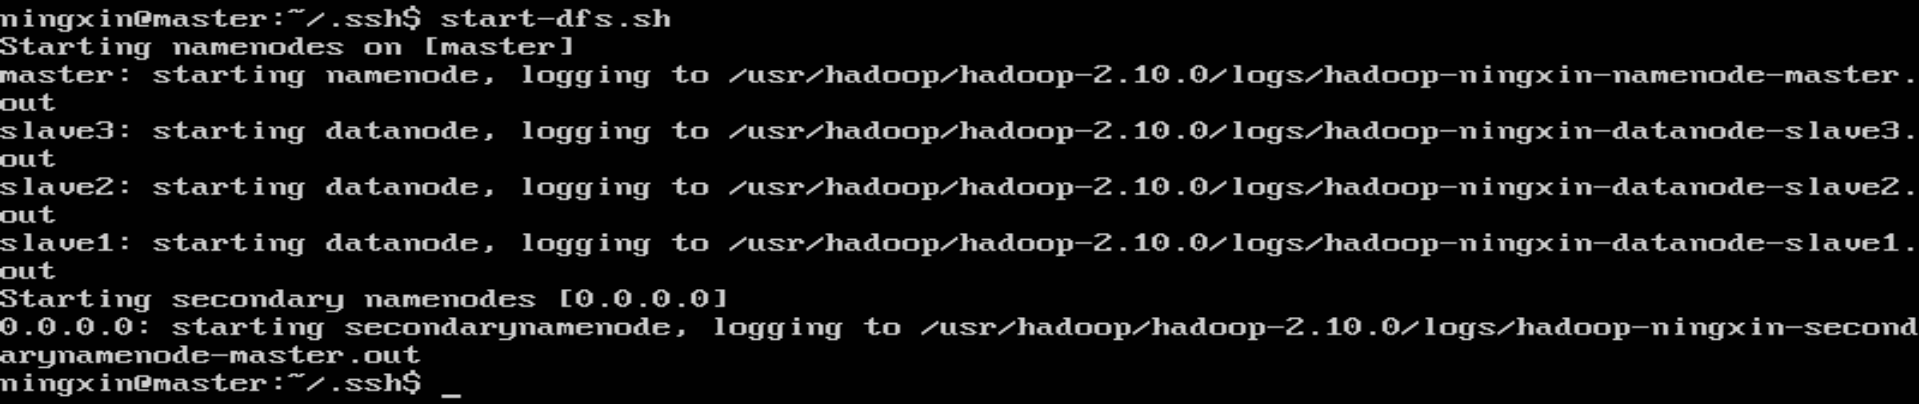 ningxin@master:~/.ssh$ start-dfs.sh
Starting namenodes on [master]
master: starting namenode, logging to /usr/hadoop/hadoop-2.10.0/logs/hadoop-ningxin-namenode-master.
out
slave3: starting datanode, logging to /usr/hadoop/hadoop-2.10.0/logs/hadoop-ningxin-datanode-slave3.
out
slave2: starting datanode, logging to /usr/hadoop/hadoop-2.10.0/logs/hadoop-ningxin-datanode-slave2.
out
slave1: starting datanode, logging to /usr/hadoop/hadoop-2.10.0/logs/hadoop-ningxin-datanode-slave1.
out
Starting secondary namenodes [0.0.0.0]
0.0.0.0: starting secondarynamenode, logging to /usr/hadoop/hadoop-2.10.0/logs/hadoop-ningxin-second
arynamenode-master.out
ningxin@master:~/.ssh$ _